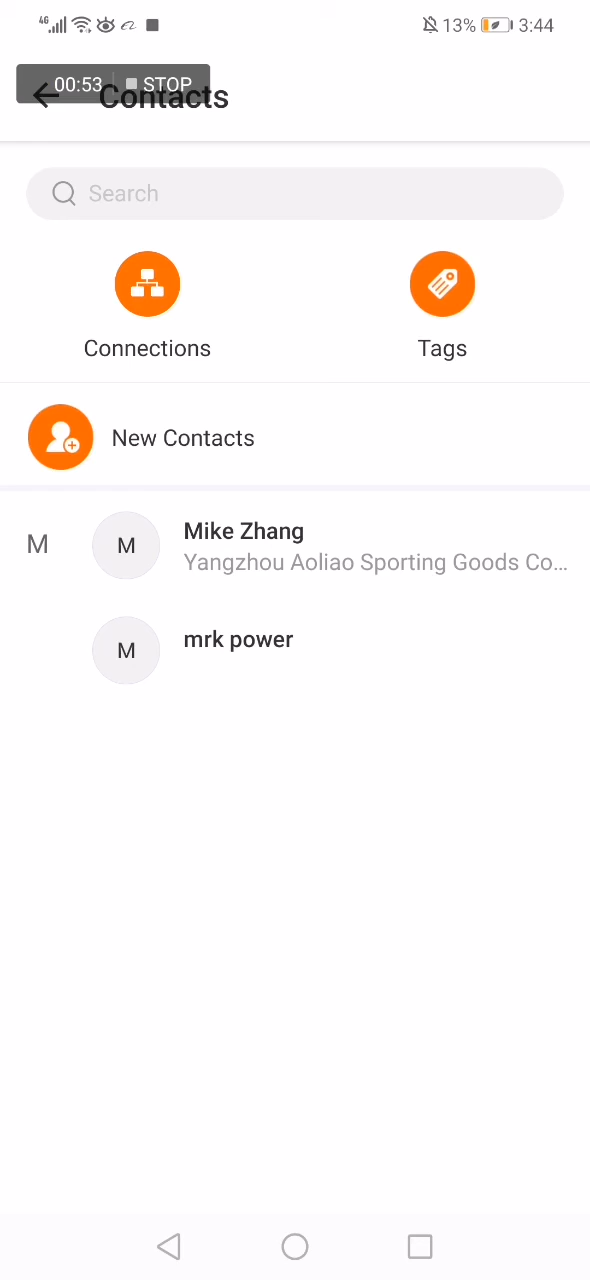 4G 13% 3:44
00:53 STOP
Contacts
Search
Connections Tags
New Contacts
M M Mike Zhang
Yangzhou Aoliao Sporting Goods Co...
M mrk power